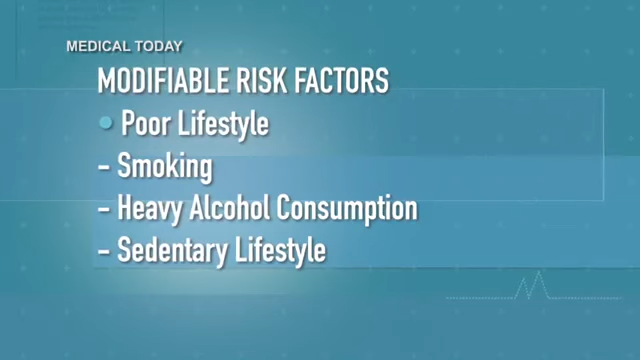 MEDICAL TODAY
MODIFIABLE RISK FACTORS
• Poor Lifestyle
- Smoking
- Heavy Alcohol Consumption
- Sedentary Lifestyle